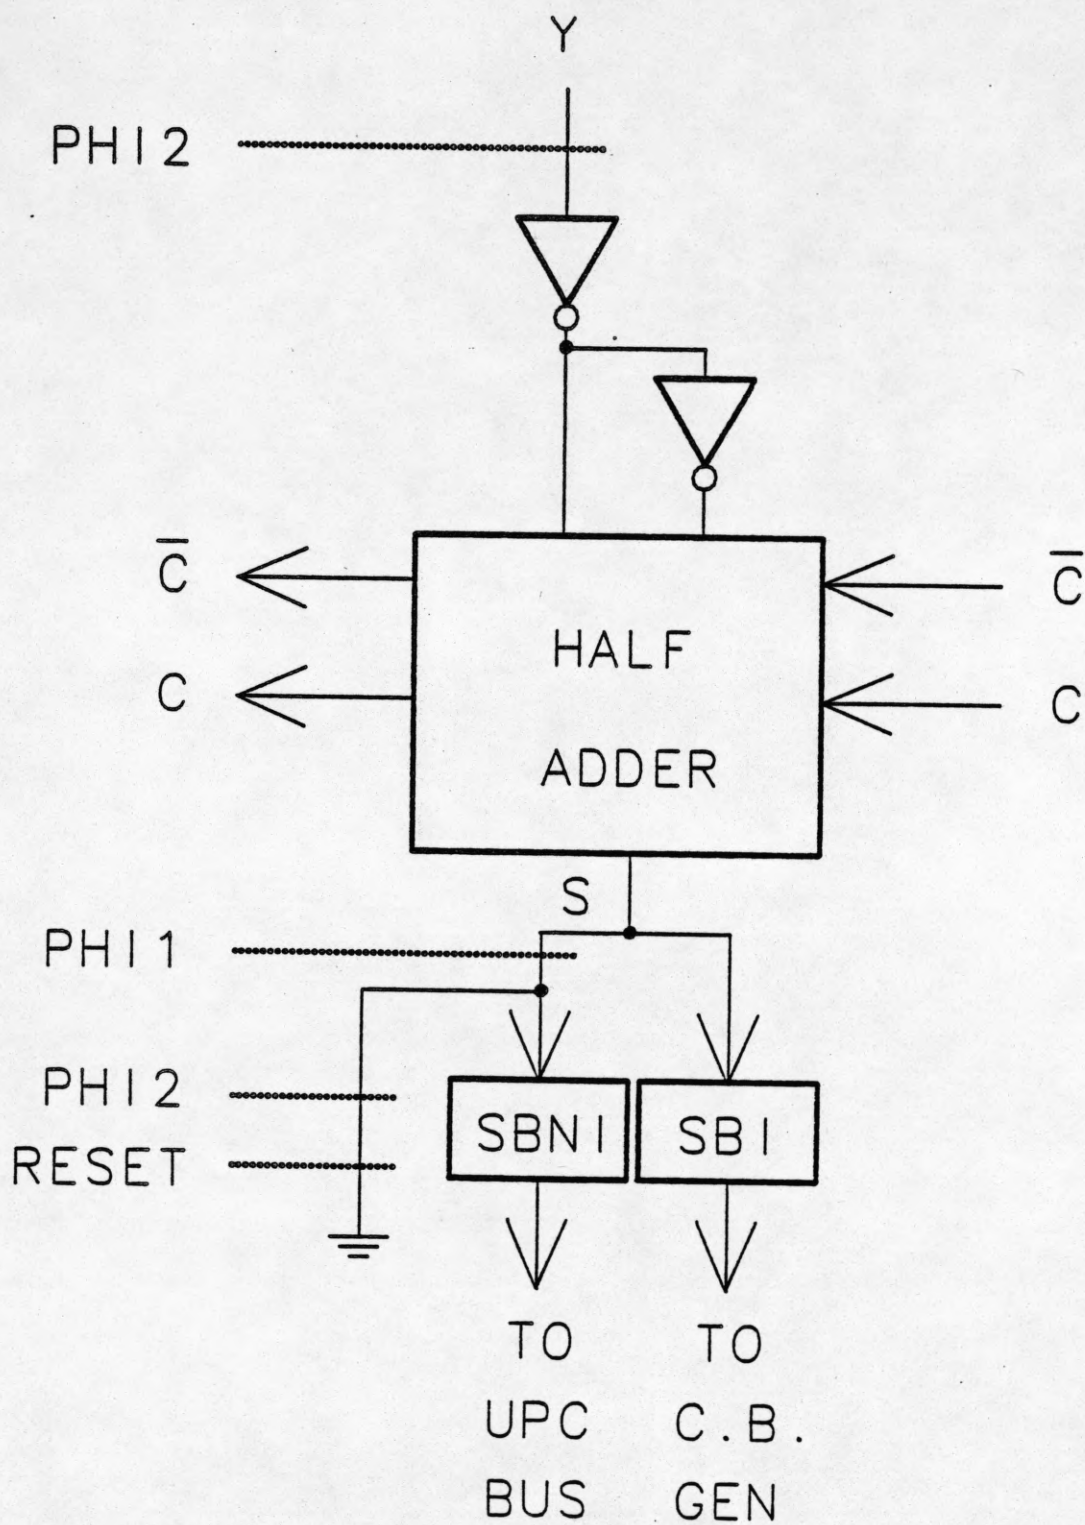 Y
PHI2
C̅ C̅
HALF
C C
ADDER
S
PHI1
PHI2
SBNI SBI
RESET
TO TO
UPC C.B.
BUS GEN